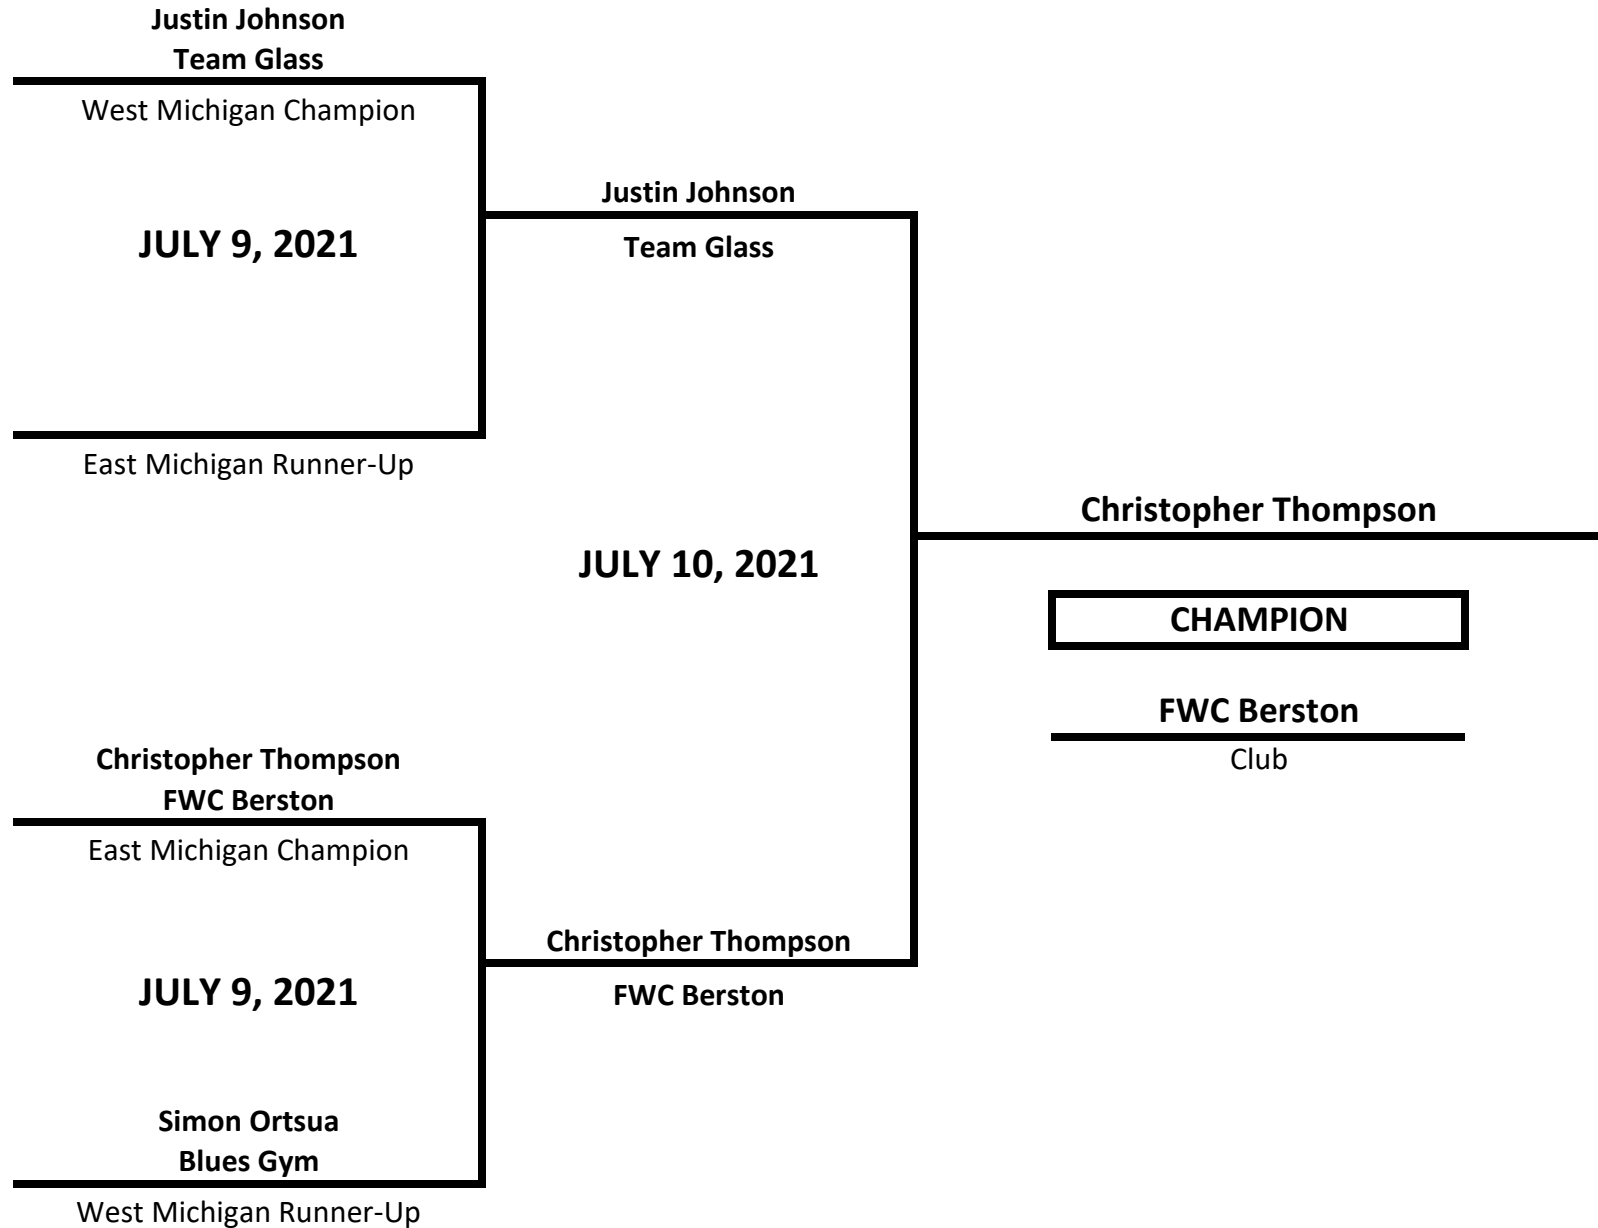 Justin Johnson
Team Glass
West Michigan Champion
JULY 9, 2021
East Michigan Runner-Up
Justin Johnson
Team Glass
JULY 10, 2021
Christopher Thompson
CHAMPION
FWC Berston
Club
Christopher Thompson
FWC Berston
East Michigan Champion
JULY 9, 2021
Simon Ortsua
Blues Gym
West Michigan Runner-Up
Christopher Thompson
FWC Berston